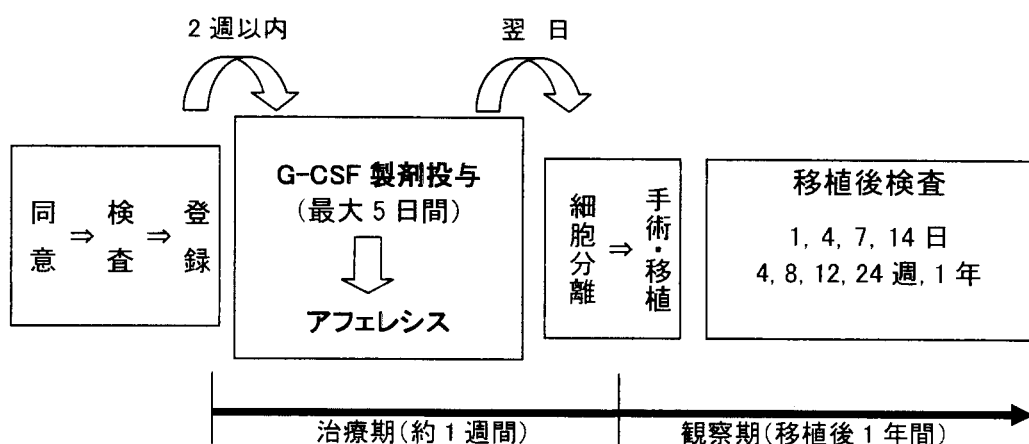 2週以内
翌 日
同意 ⇒ 検査 ⇒ 登録
G-CSF 製剤投与
(最大 5 日間)
アフェレシス
細胞分離 ⇒ 手術・移植
移植後検査
1, 4, 7, 14 日
4, 8, 12, 24 週, 1 年
治療期(約1週間)
観察期(移植後1年間)